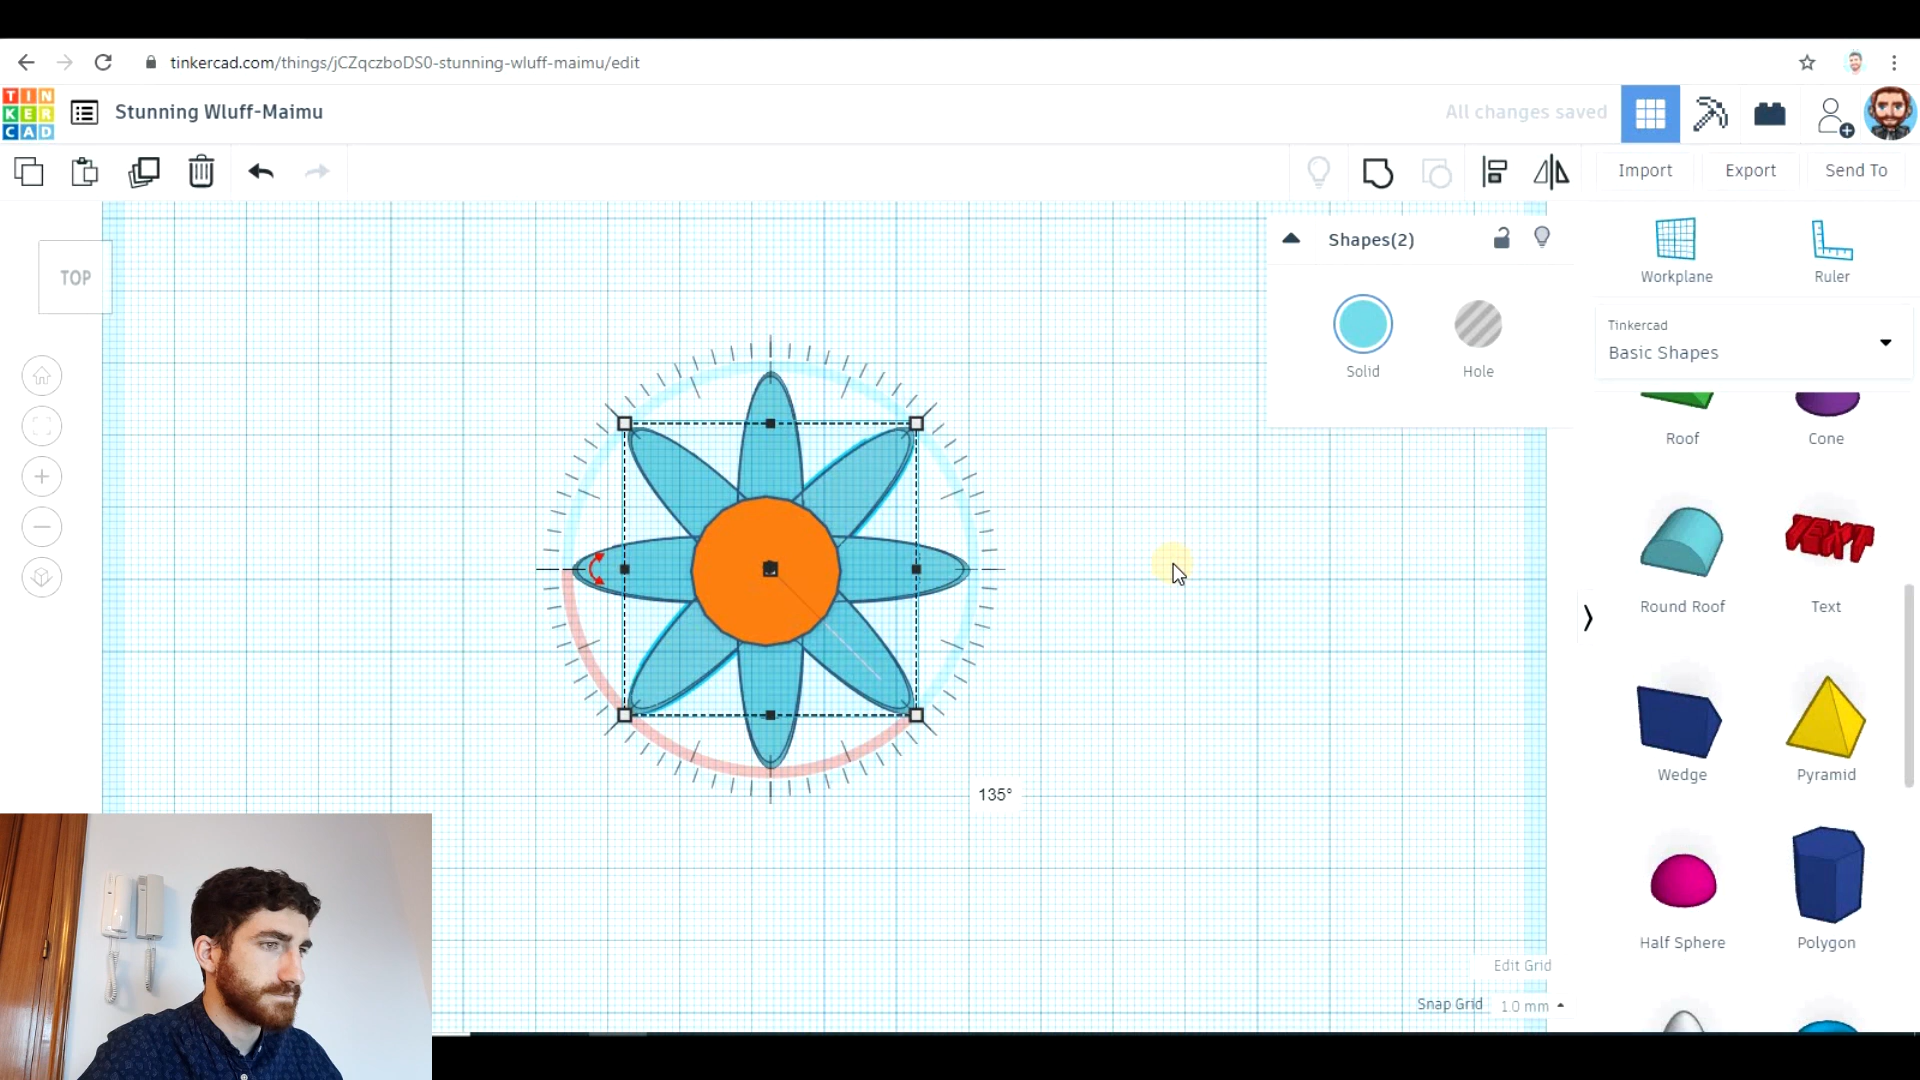 tinkercad.com/things/jCZqczboDS0-stunning-wluff-maimu/edit
TIN
KER
CAD
Stunning Wluff-Maimu
All changes saved
Import
Export
Send To
TOP
Shapes(2)
Solid
Hole
Workplane
Ruler
Tinkercad
Basic Shapes
Roof
Cone
TEXT
Round Roof
Text
Wedge
Pyramid
135°
Half Sphere
Polygon
Edit Grid
Snap Grid
1.0 mm